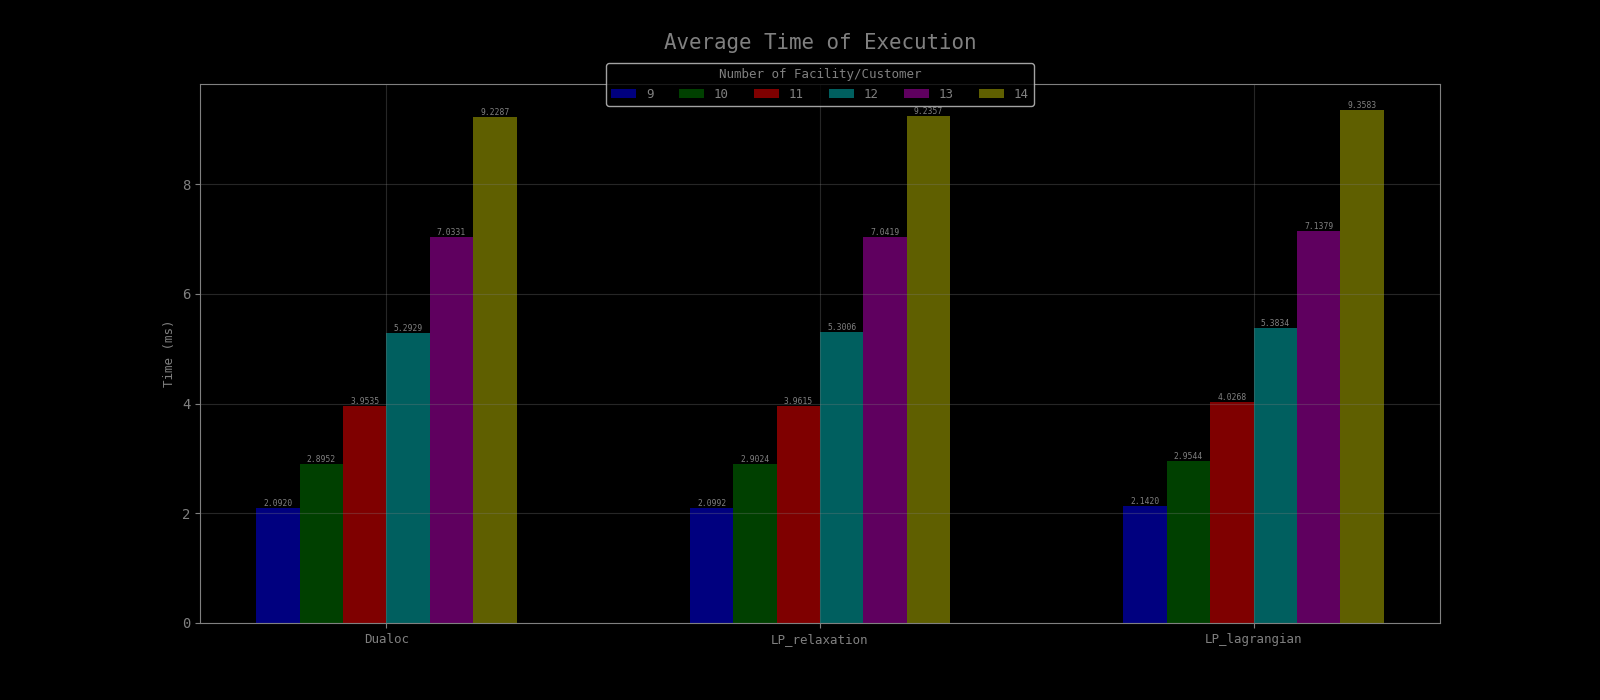 Average Time of Execution
Number of Facility/Customer
9 10 11 12 13 14
Time (ms)
8
6
4
2
0
2.0920 2.8952 3.9535 5.2929 7.0331 9.2287
2.0992 2.9024 3.9615 5.3006 7.0419 9.2357
2.1420 2.9544 4.0268 5.3834 7.1379 9.3583
Dualoc LP_relaxation LP_lagrangian